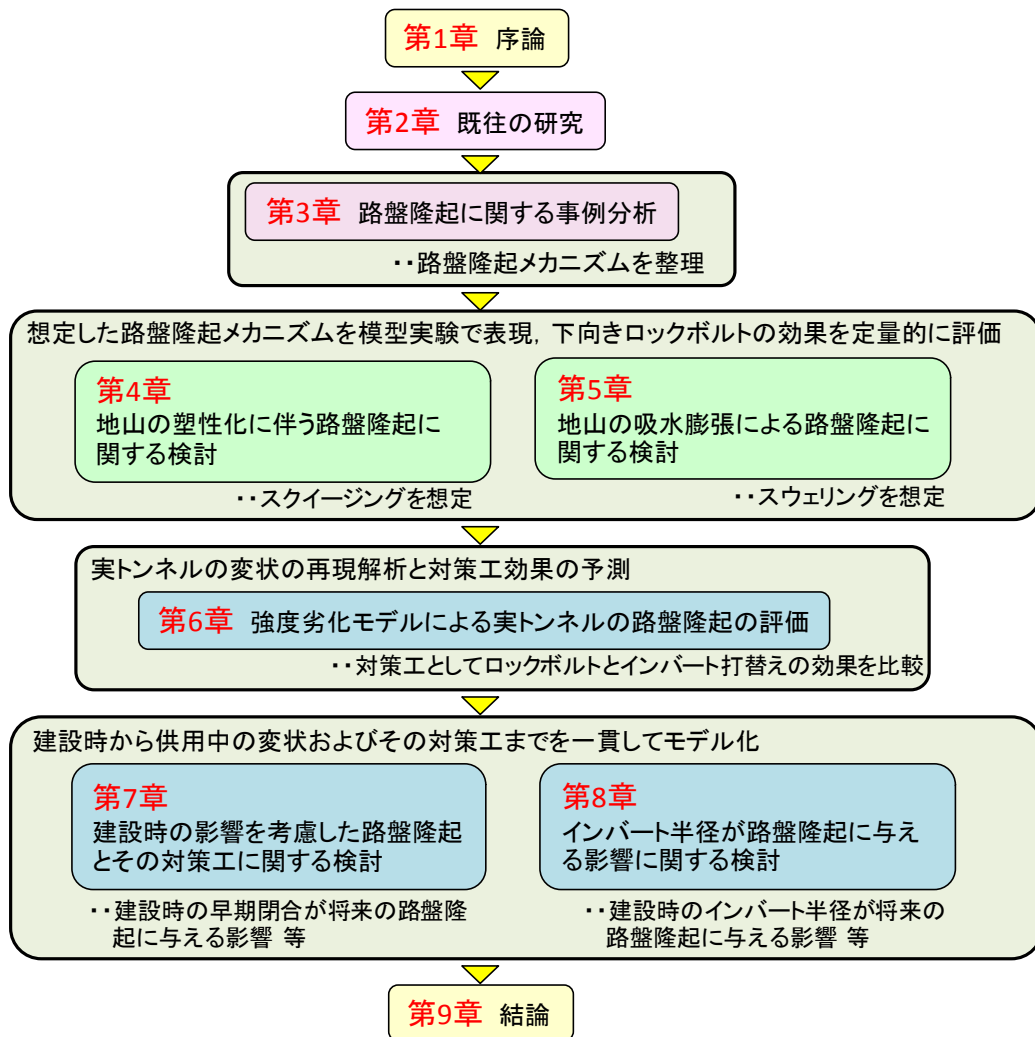 第1章 序論
第2章 既往の研究
第3章 路盤隆起に関する事例分析
・・路盤隆起メカニズムを整理
想定した路盤隆起メカニズムを模型実験で表現，下向きロックボルトの効果を定量的に評価
第4章
地山の塑性化に伴う路盤隆起に
関する検討
・・スクイージングを想定
第5章
地山の吸水膨張による路盤隆起に
関する検討
・・スウェリングを想定
実トンネルの変状の再現解析と対策工効果の予測
第6章 強度劣化モデルによる実トンネルの路盤隆起の評価
・・対策工としてロックボルトとインバート打替えの効果を比較
建設時から供用中の変状およびその対策工までを一貫してモデル化
第7章
建設時の影響を考慮した路盤隆起
とその対策工に関する検討
・・建設時の早期閉合が将来の路盤隆
起に与える影響 等
第8章
インバート半径が路盤隆起に与え
る影響に関する検討
・・建設時のインバート半径が将来の
路盤隆起に与える影響 等
第9章 結論